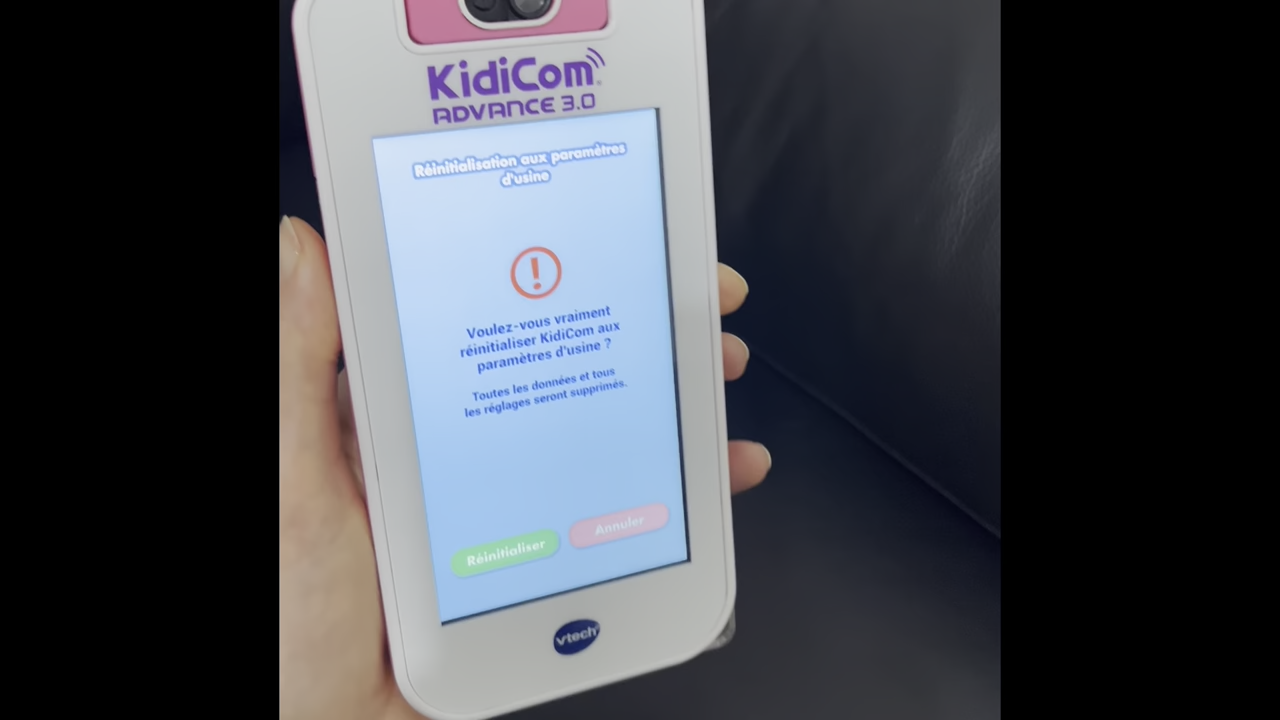 KidiCom
ADVANCE 3.0
Réinitialisation aux paramètres
d'usine
!
Voulez-vous vraiment
réinitialiser KidiCom aux
paramètres d'usine ?
Toutes les données et tous
les réglages seront supprimés.
Réinitialiser
Annuler
vtech